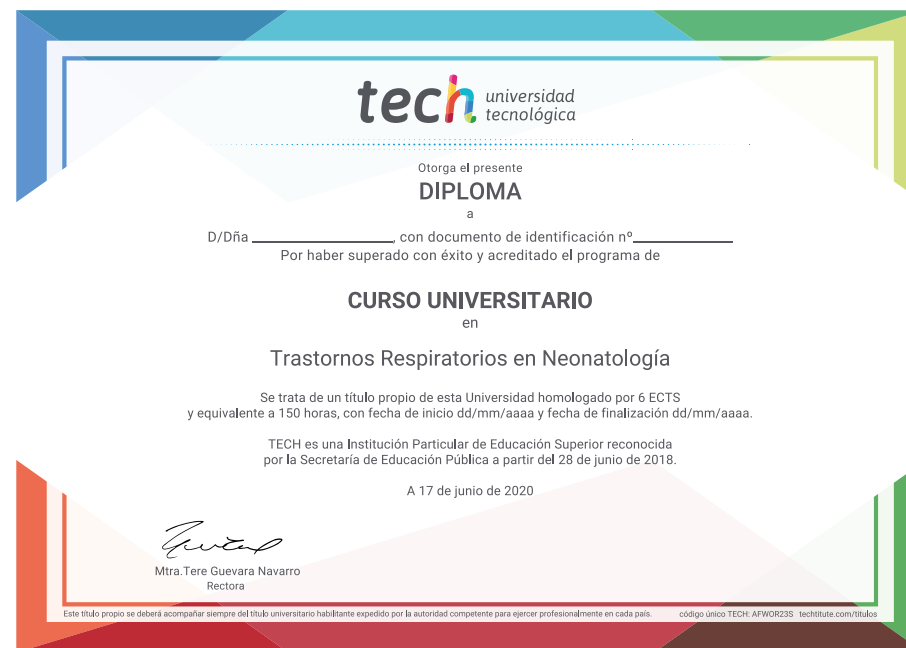 tech universidad
tecnológica
Otorga el presente
DIPLOMA
a
D/Dña ____________________, con documento de identificación nº______________
Por haber superado con éxito y acreditado el programa de
CURSO UNIVERSITARIO
en
Trastornos Respiratorios en Neonatología
Se trata de un título propio de esta Universidad homologado por 6 ECTS
y equivalente a 150 horas, con fecha de inicio dd/mm/aaaa y fecha de finalización dd/mm/aaaa.
TECH es una Institución Particular de Educación Superior reconocida
por la Secretaría de Educación Pública a partir del 28 de junio de 2018.
A 17 de junio de 2020
Mtra.Tere Guevara Navarro
Rectora
Este título propio se deberá acompañar siempre del título universitario habilitante expedido por la autoridad competente para ejercer profesionalmente en cada país. código único TECH: AFWOR23S techtitute.com/titulos